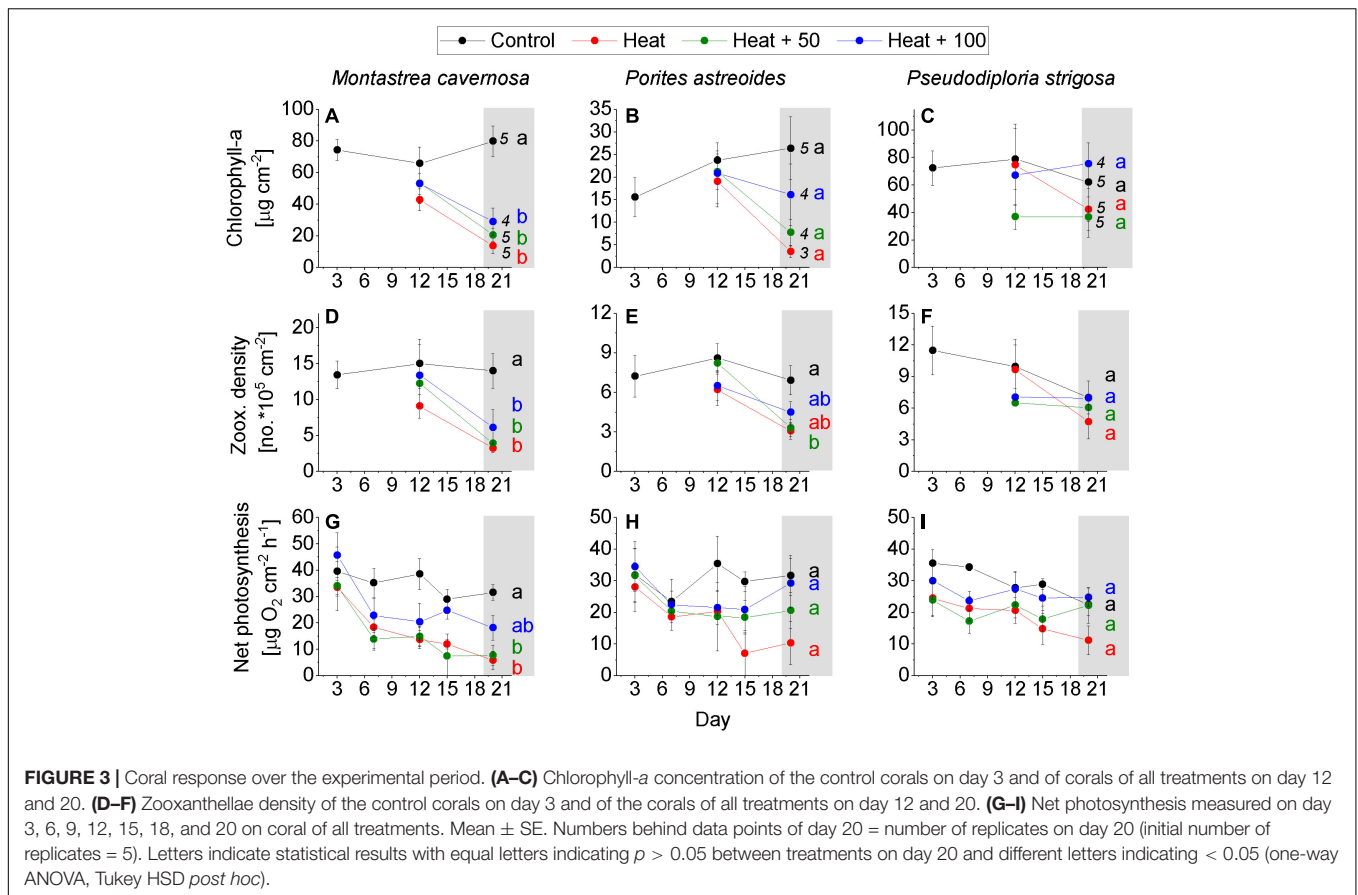 Control Heat Heat + 50 Heat + 100
Montastrea cavernosa Porites astreoides Pseudodiploria strigosa
Chlorophyll-a
[µg cm-2]
A
100
80
60
40
20
0
3 6 9 12 15 18 21
5 a
4 b
5 b
5 b
B
35
30
25
20
15
10
5
0
3 6 9 12 15 18 21
5 a
4 a
4 a
3 a
C
100
80
60
40
20
0
3 6 9 12 15 18 21
4 a
5 a
5 a
5 a
Zoox. density
[no.*10^5 cm-2]
D
20
15
10
5
0
3 6 9 12 15 18 21
a
b
b
b
E
12
9
6
3
0
3 6 9 12 15 18 21
a
ab
ab
b
F
15
12
9
6
3
0
3 6 9 12 15 18 21
a
a
a
a
Net photosynthesis
[µg O2 cm-2 h-1]
G
60
50
40
30
20
10
0
3 6 9 12 15 18 21
a
ab
b
b
H
50
40
30
20
10
0
3 6 9 12 15 18 21
a
a
a
a
I
50
40
30
20
10
0
3 6 9 12 15 18 21
a
a
a
a
Day
FIGURE 3 | Coral response over the experimental period. (A–C) Chlorophyll-a concentration of the control corals on day 3 and of corals of all treatments on day 12
and 20. (D–F) Zooxanthellae density of the control corals on day 3 and of the corals of all treatments on day 12 and 20. (G–I) Net photosynthesis measured on day
3, 6, 9, 12, 15, 18, and 20 on coral of all treatments. Mean ± SE. Numbers behind data points of day 20 = number of replicates on day 20 (initial number of
replicates = 5). Letters indicate statistical results with equal letters indicating p > 0.05 between treatments on day 20 and different letters indicating < 0.05 (one-way
ANOVA, Tukey HSD post hoc).